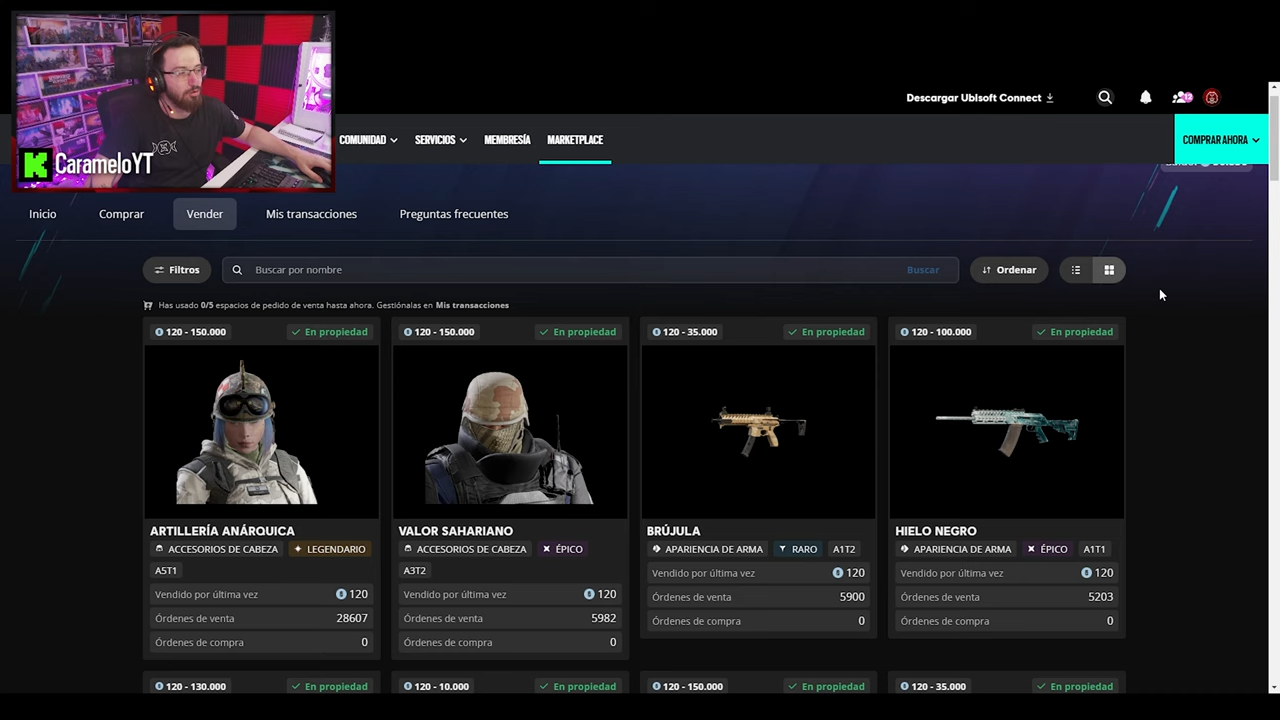 CarameloYT
Descargar Ubisoft Connect
COMUNIDAD SERVICIOS MEMBRESÍA MARKETPLACE COMPRAR AHORA
Inicio Comprar Vender Mis transacciones Preguntas frecuentes
Filtros Buscar por nombre Buscar Ordenar
Has usado 0/5 espacios de pedido de venta hasta ahora. Gestiónalas en Mis transacciones
120 - 150.000 En propiedad
ARTILLERÍA ANÁRQUICA
ACCESORIOS DE CABEZA LEGENDARIO
A5T1
Vendido por última vez 120
Órdenes de venta 28607
Órdenes de compra 0
120 - 150.000 En propiedad
VALOR SAHARIANO
ACCESORIOS DE CABEZA ÉPICO
A3T2
Vendido por última vez 120
Órdenes de venta 5982
Órdenes de compra 0
120 - 35.000 En propiedad
BRÚJULA
APARIENCIA DE ARMA RARO A1T2
Vendido por última vez 120
Órdenes de venta 5900
Órdenes de compra 0
120 - 100.000 En propiedad
HIELO NEGRO
APARIENCIA DE ARMA ÉPICO A1T1
Vendido por última vez 120
Órdenes de venta 5203
Órdenes de compra 0
120 - 130.000 En propiedad
120 - 10.000 En propiedad
120 - 150.000 En propiedad
120 - 35.000 En propiedad